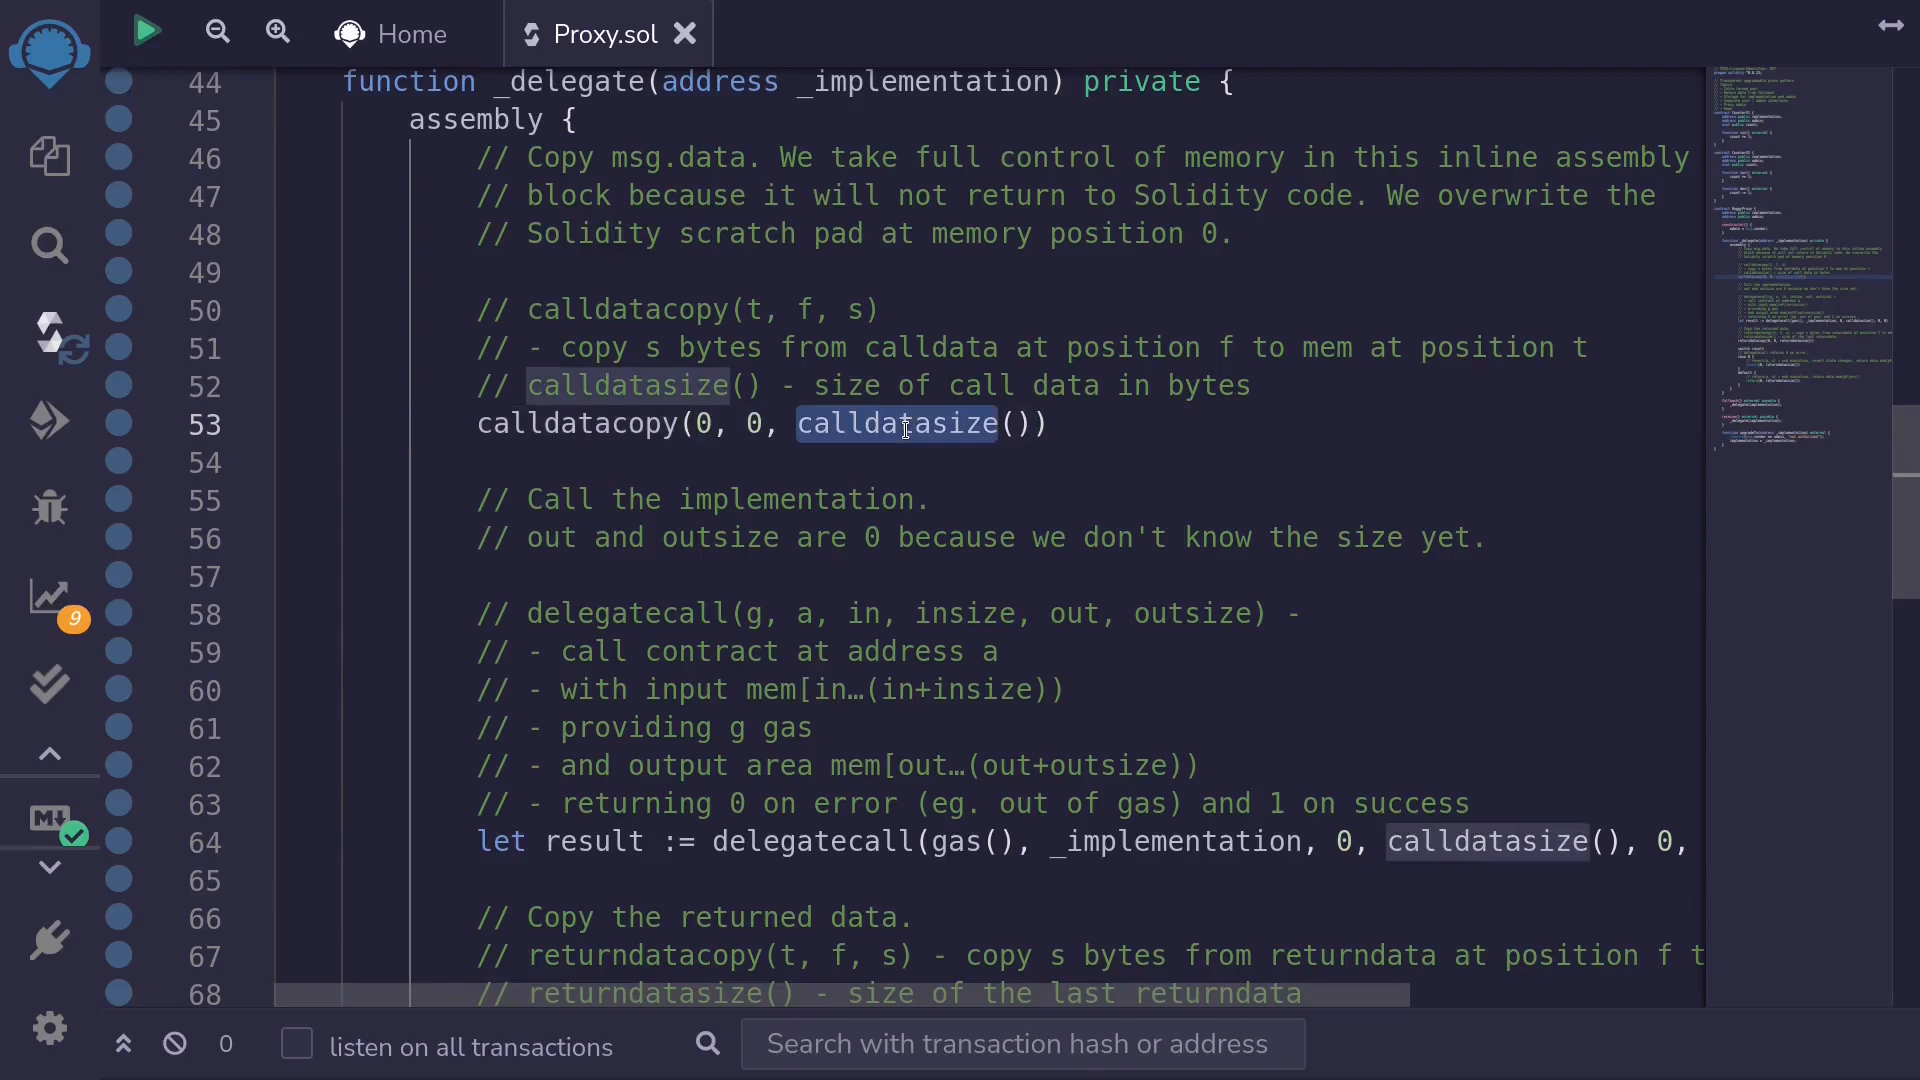 Home
Proxy.sol
44 function _delegate(address _implementation) private {
45 assembly {
46 // Copy msg.data. We take full control of memory in this inline assembly
47 // block because it will not return to Solidity code. We overwrite the
48 // Solidity scratch pad at memory position 0.
49
50 // calldatacopy(t, f, s)
51 // - copy s bytes from calldata at position f to mem at position t
52 // calldatasize() - size of call data in bytes
53 calldatacopy(0, 0, calldatasize())
54
55 // Call the implementation.
56 // out and outsize are 0 because we don't know the size yet.
57
58 // delegatecall(g, a, in, insize, out, outsize) -
59 // - call contract at address a
60 // - with input mem[in…(in+insize))
61 // - providing g gas
62 // - and output area mem[out…(out+outsize))
63 // - returning 0 on error (eg. out of gas) and 1 on success
64 let result := delegatecall(gas(), _implementation, 0, calldatasize(), 0,
65
66 // Copy the returned data.
67 // returndatacopy(t, f, s) - copy s bytes from returndata at position f t
68 // returndatasize() - size of the last returndata
9
M
0
listen on all transactions
Search with transaction hash or address